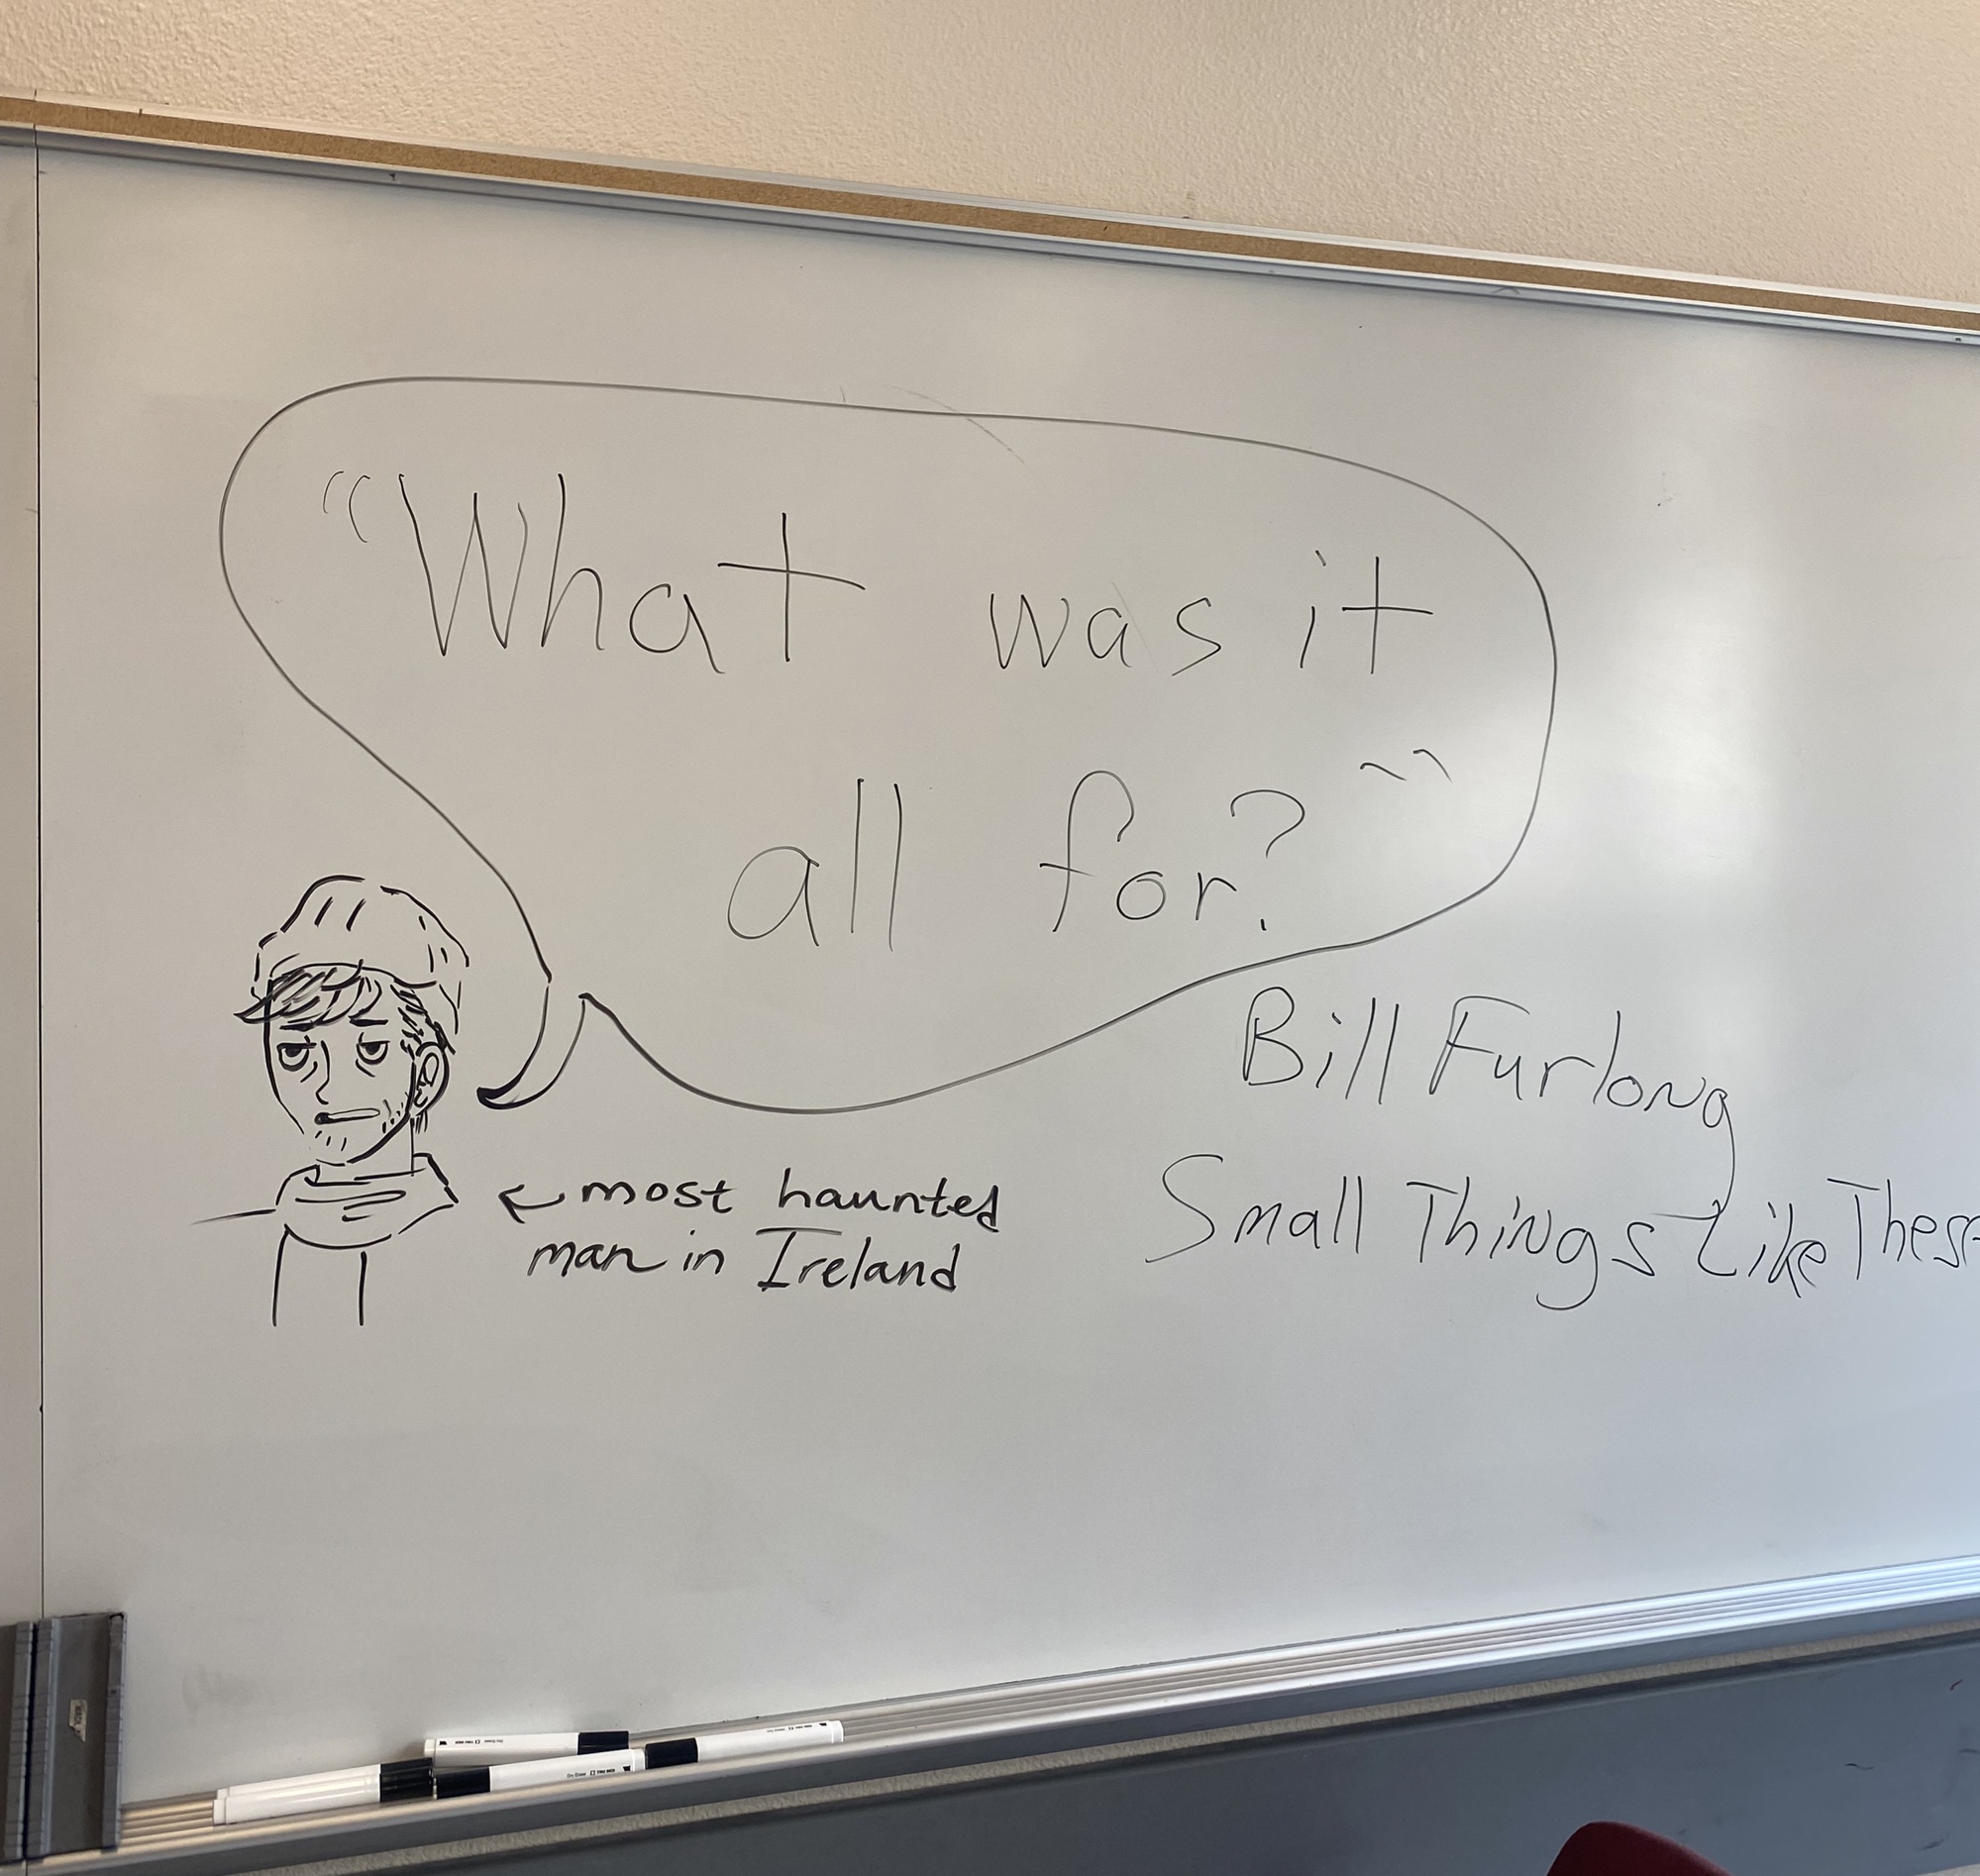 “What was it
all for?”
Bill Furlong
Small Things Like These
← most haunted
man in Ireland